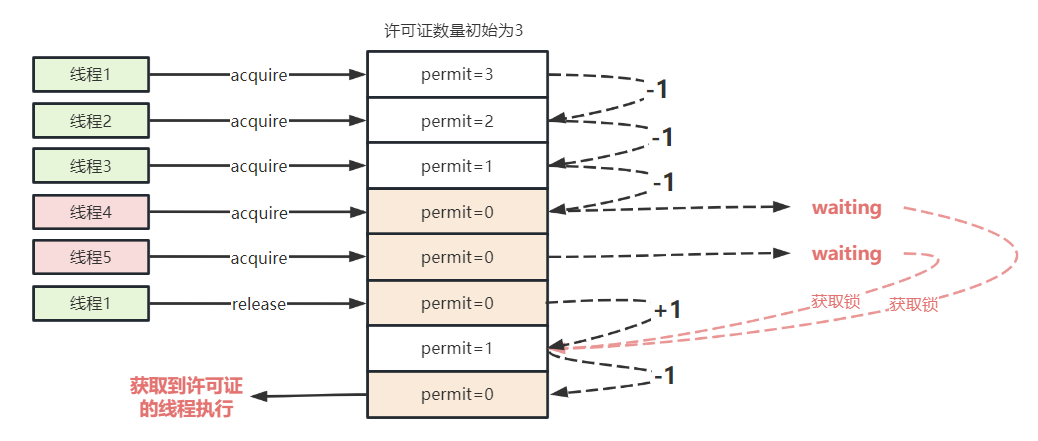 许可证数量初始为3
线程1
acquire
permit=3
-1
线程2
acquire
permit=2
-1
线程3
acquire
permit=1
-1
线程4
acquire
permit=0
waiting
线程5
acquire
permit=0
waiting
线程1
release
permit=0
+1
获取锁
获取锁
permit=1
-1
获取到许可证
的线程执行
permit=0